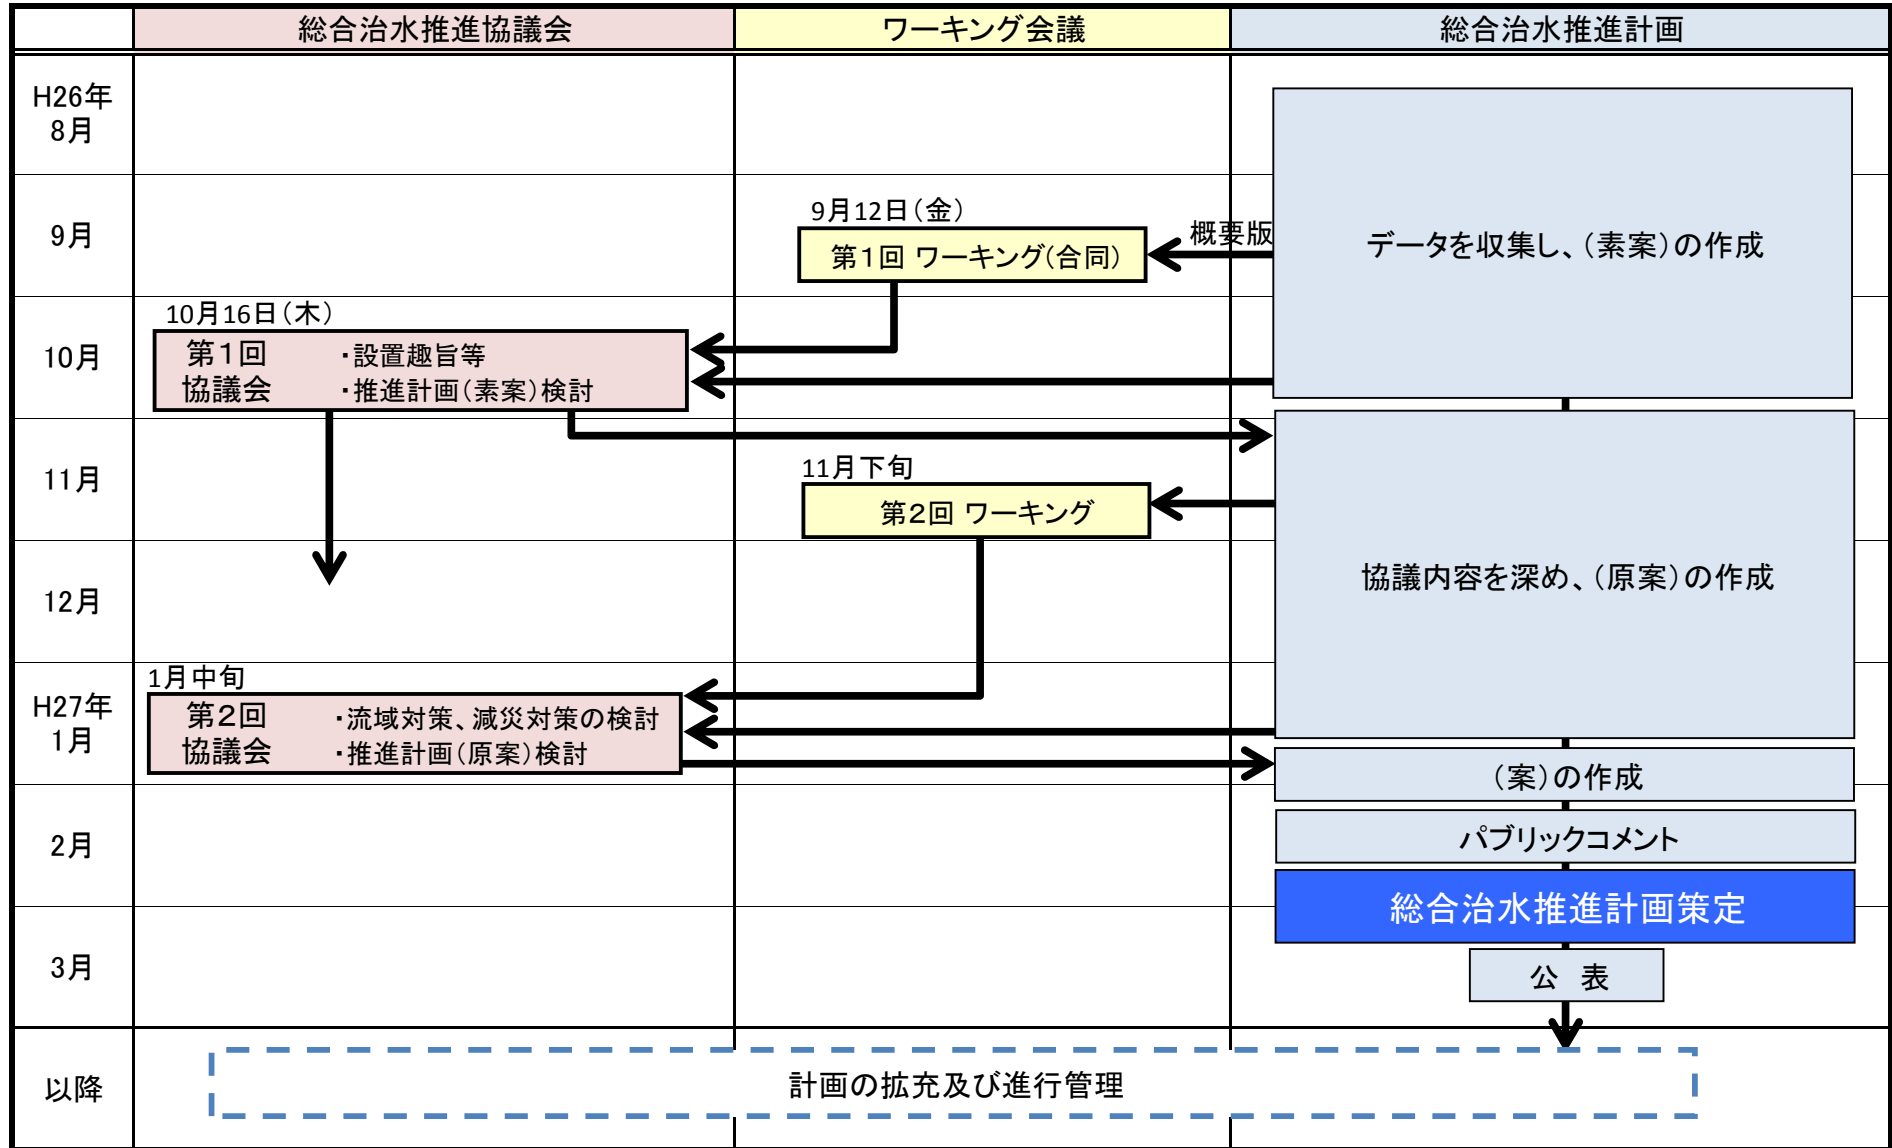 総合治水推進協議会
ワーキング会議
総合治水推進計画
H26年
8月
9月
9月12日(金)
第1回 ワーキング(合同)
概要版
データを収集し、(素案)の作成
10月
10月16日(木)
第1回 ・設置趣旨等
協議会 ・推進計画(素案)検討
11月
11月下旬
第2回 ワーキング
協議内容を深め、(原案)の作成
12月
H27年
1月
1月中旬
第2回 ・流域対策、減災対策の検討
協議会 ・推進計画(原案)検討
(案)の作成
2月
パブリックコメント
総合治水推進計画策定
3月
公 表
以降
計画の拡充及び進行管理